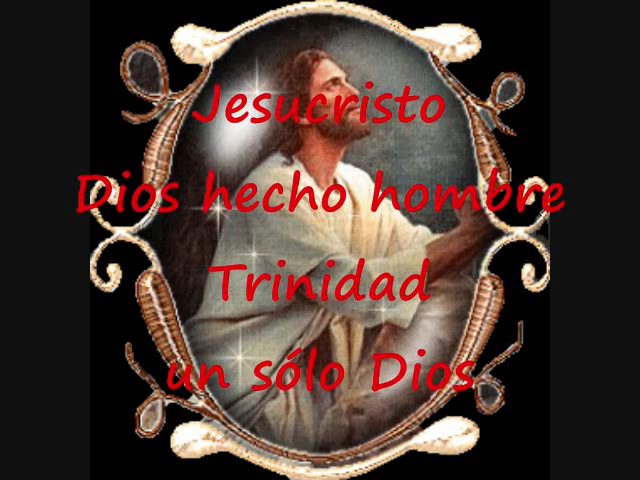 Jesucristo
Dios hecho hombre
Trinidad
un sólo Dios